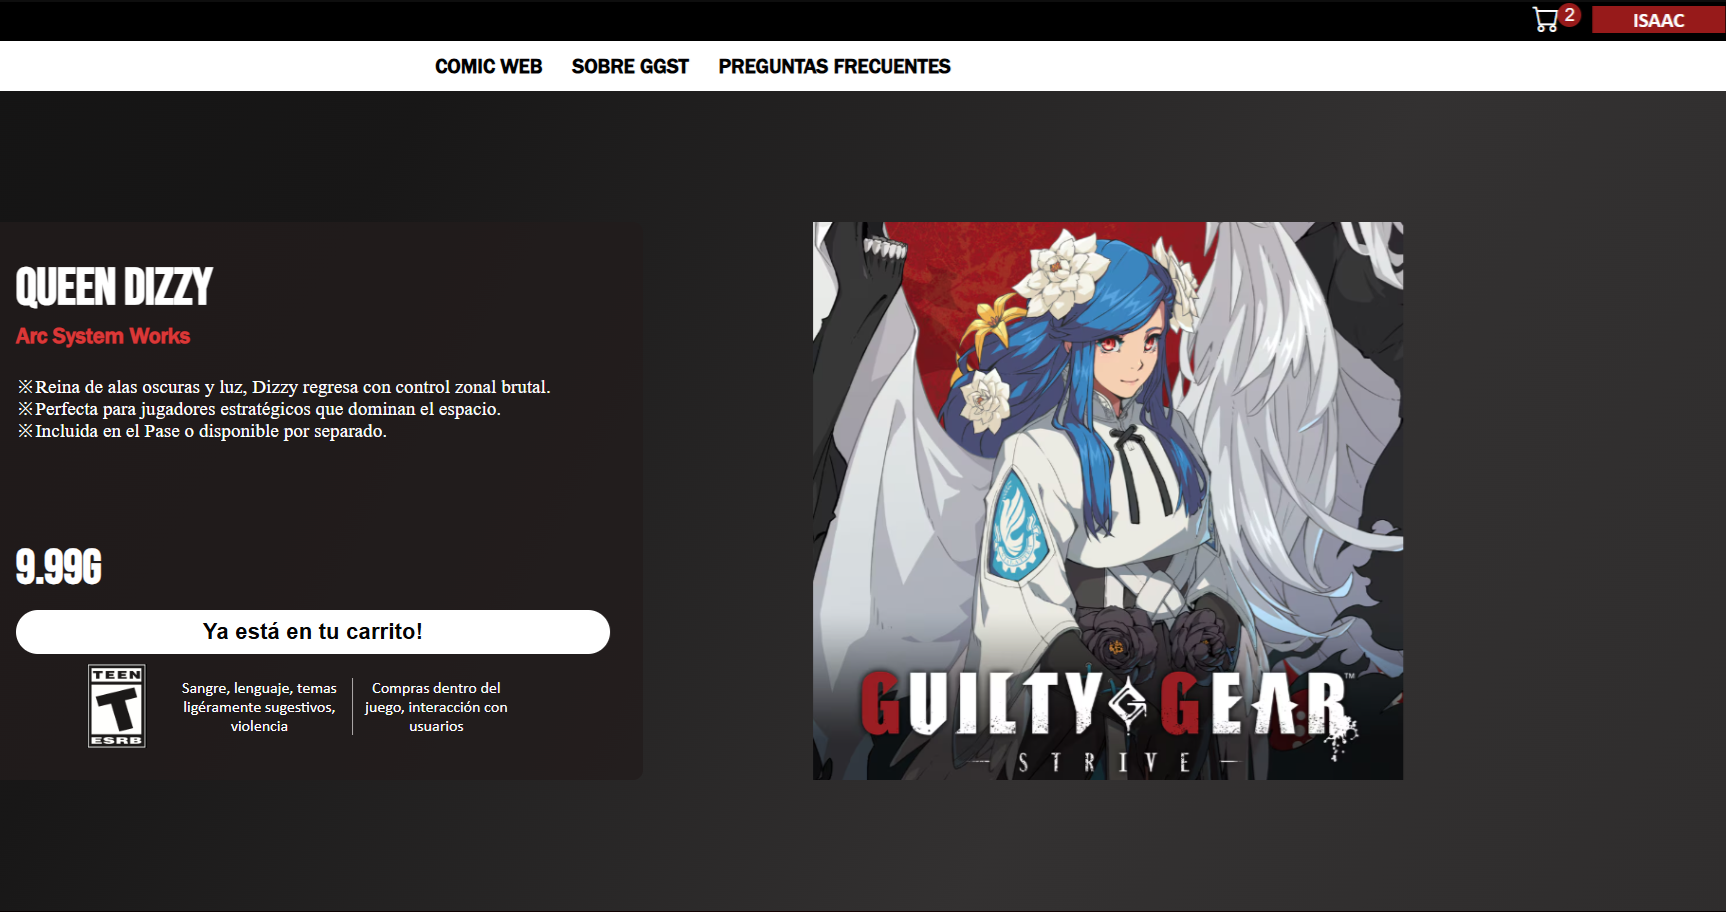 2
ISAAC
COMIC WEB SOBRE GGST PREGUNTAS FRECUENTES
QUEEN DIZZY
Arc System Works
※Reina de alas oscuras y luz, Dizzy regresa con control zonal brutal.
※Perfecta para jugadores estratégicos que dominan el espacio.
※Incluida en el Pase o disponible por separado.
9.99G
Ya está en tu carrito!
TEEN
T
ESRB
Sangre, lenguaje, temas
ligéramente sugestivos,
violencia
Compras dentro del
juego, interacción con
usuarios
GUILTY GEAR™
STRIVE